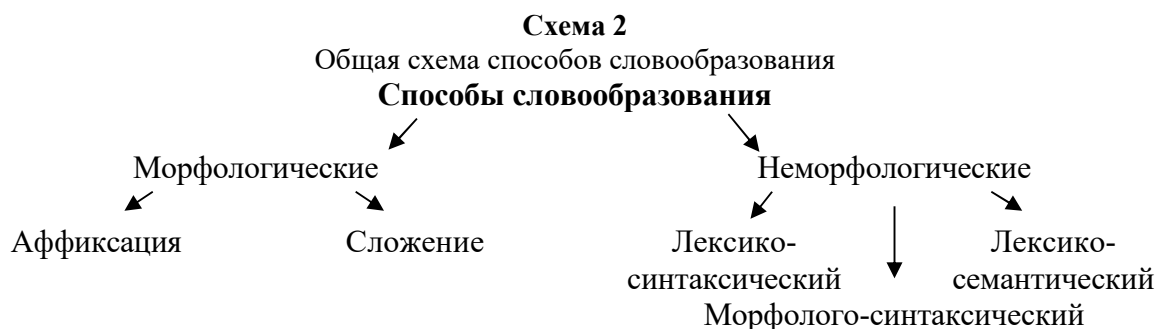 Схема 2
Общая схема способов словообразования
Способы словообразования
Морфологические Неморфологические
Аффиксация Сложение Лексико- Лексико-
синтаксический семантический
Морфолого-синтаксический